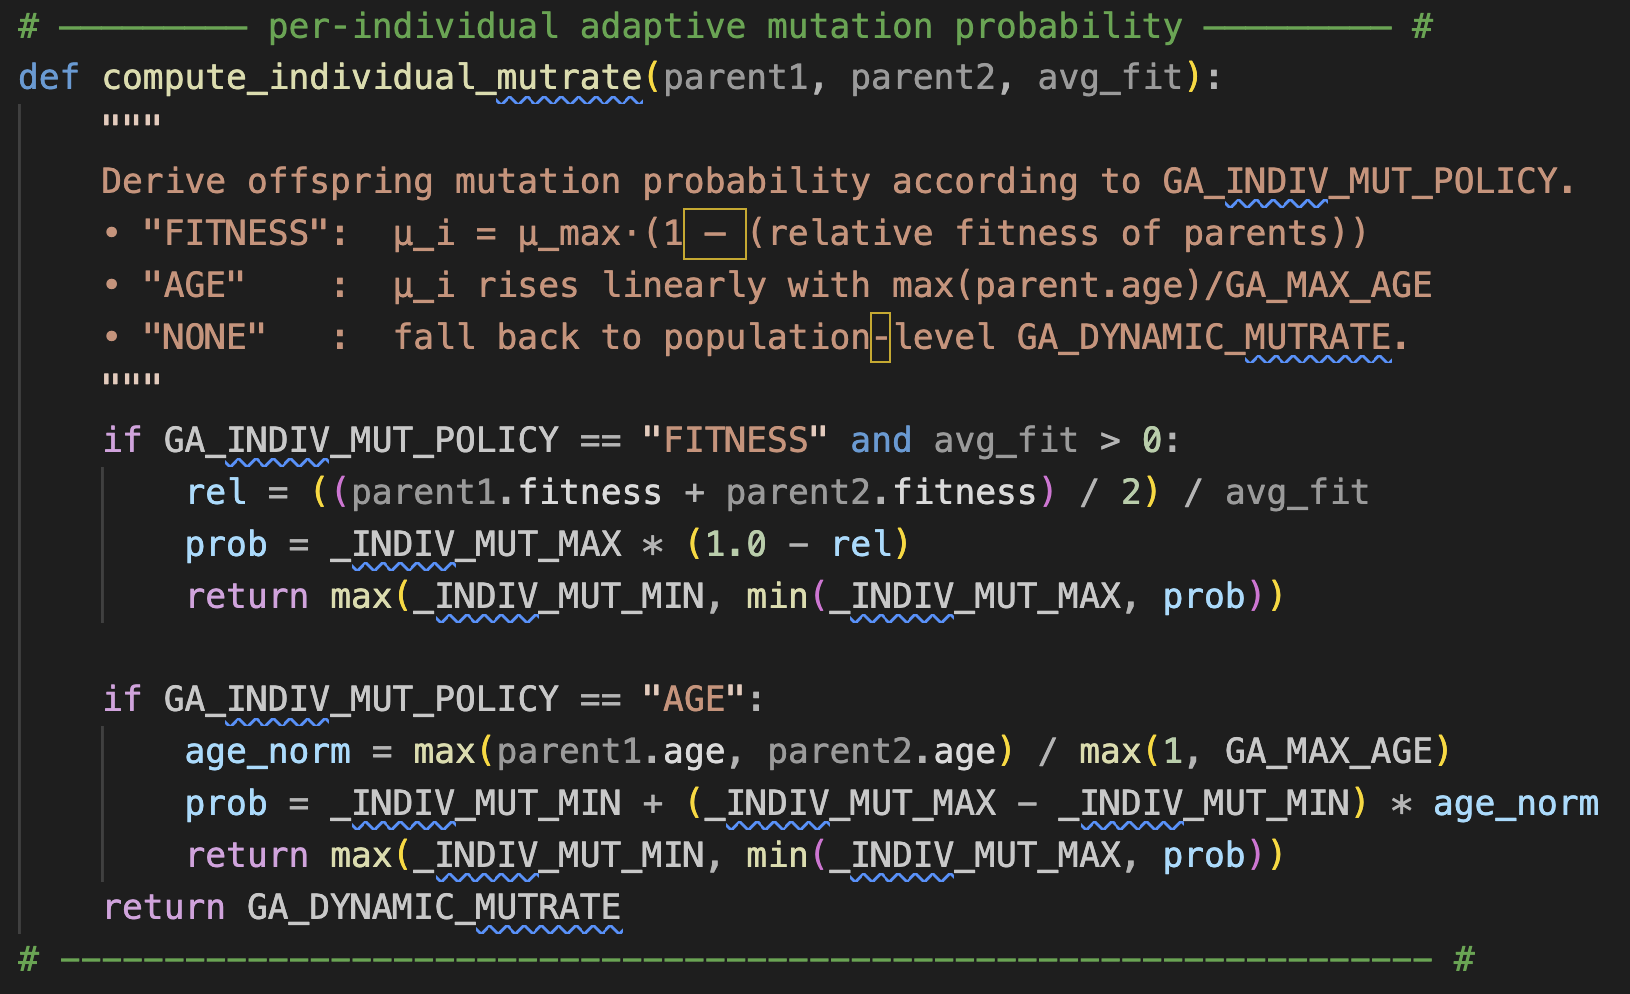 # ───────── per-individual adaptive mutation probability ───────── #
def compute_individual_mutrate(parent1, parent2, avg_fit):
    """
    Derive offspring mutation probability according to GA_INDIV_MUT_POLICY.
    • "FITNESS":  μ_i = μ_max·(1 − (relative fitness of parents))
    • "AGE"    :  μ_i rises linearly with max(parent.age)/GA_MAX_AGE
    • "NONE"   :  fall back to population‑level GA_DYNAMIC_MUTRATE.
    """
    if GA_INDIV_MUT_POLICY == "FITNESS" and avg_fit > 0:
        rel = ((parent1.fitness + parent2.fitness) / 2) / avg_fit
        prob = _INDIV_MUT_MAX * (1.0 - rel)
        return max(_INDIV_MUT_MIN, min(_INDIV_MUT_MAX, prob))

    if GA_INDIV_MUT_POLICY == "AGE":
        age_norm = max(parent1.age, parent2.age) / max(1, GA_MAX_AGE)
        prob = _INDIV_MUT_MIN + (_INDIV_MUT_MAX - _INDIV_MUT_MIN) * age_norm
        return max(_INDIV_MUT_MIN, min(_INDIV_MUT_MAX, prob))
    return GA_DYNAMIC_MUTRATE
# ------------------------------------------------------------------ #